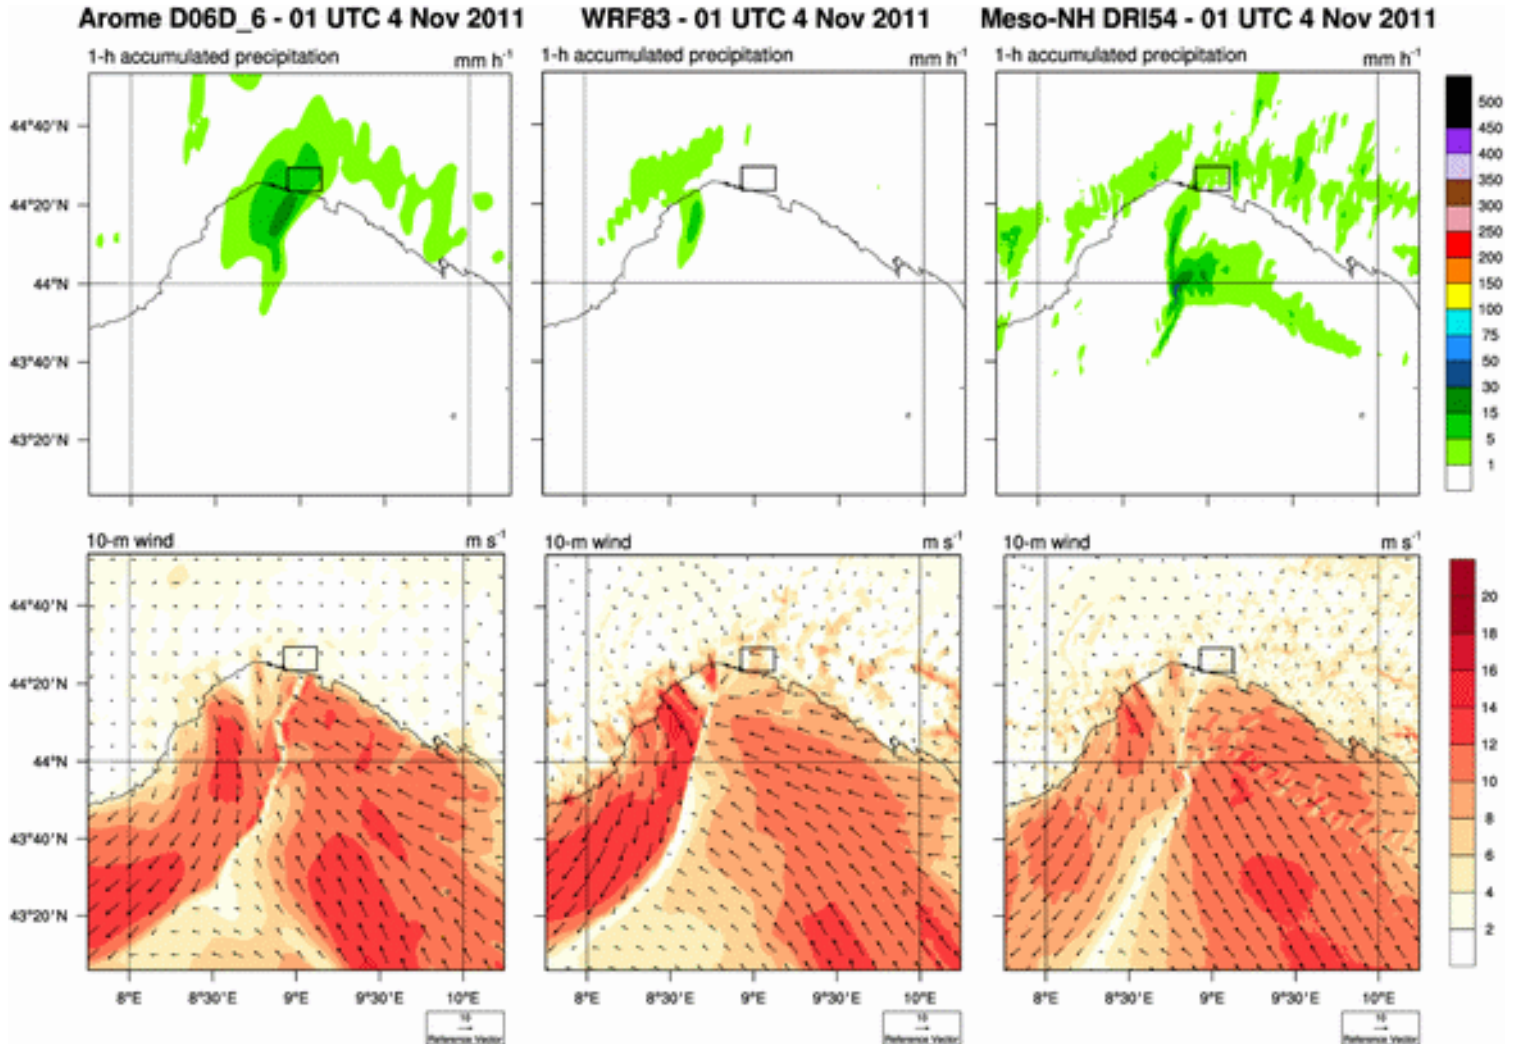 Arome D06D_6 - 01 UTC 4 Nov 2011 WRF83 - 01 UTC 4 Nov 2011 Meso-NH DRI54 - 01 UTC 4 Nov 2011
1-h accumulated precipitation mm h-1 1-h accumulated precipitation mm h-1 1-h accumulated precipitation mm h-1
44°40'N
44°20'N
44°N
43°40'N
43°20'N
500
450
400
350
300
250
200
150
100
75
50
30
15
5
1
10-m wind m s-1 10-m wind m s-1 10-m wind m s-1
44°40'N
44°20'N
44°N
43°40'N
43°20'N
20
18
16
14
12
10
8
6
4
2
8°E 8°30'E 9°E 9°30'E 10°E 8°E 8°30'E 9°E 9°30'E 10°E 8°E 8°30'E 9°E 9°30'E 10°E
Reference Vector Reference Vector